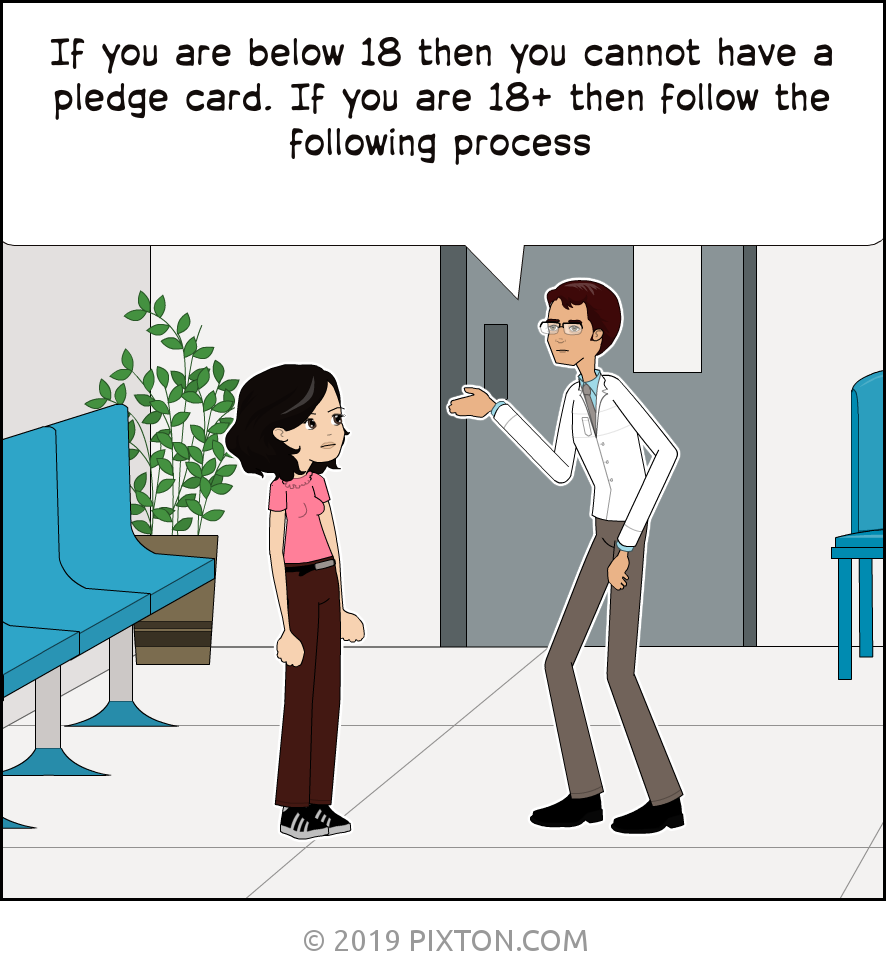 If you are below 18 then you cannot have a
pledge card. If you are 18+ then follow the
following process
© 2019 PIXTON.COM